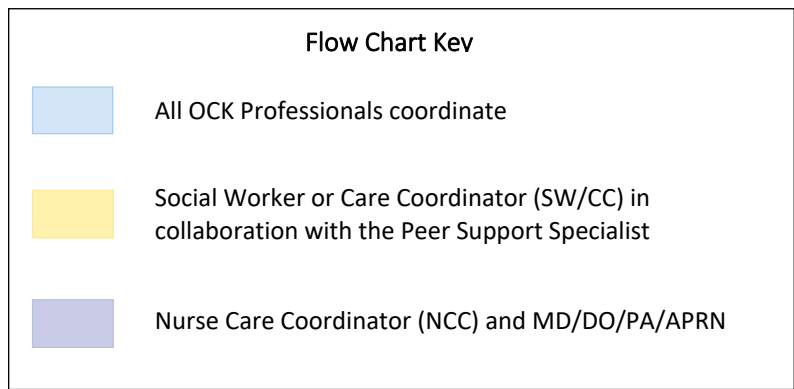 Flow Chart Key
All OCK Professionals coordinate
Social Worker or Care Coordinator (SW/CC) in
collaboration with the Peer Support Specialist
Nurse Care Coordinator (NCC) and MD/DO/PA/APRN